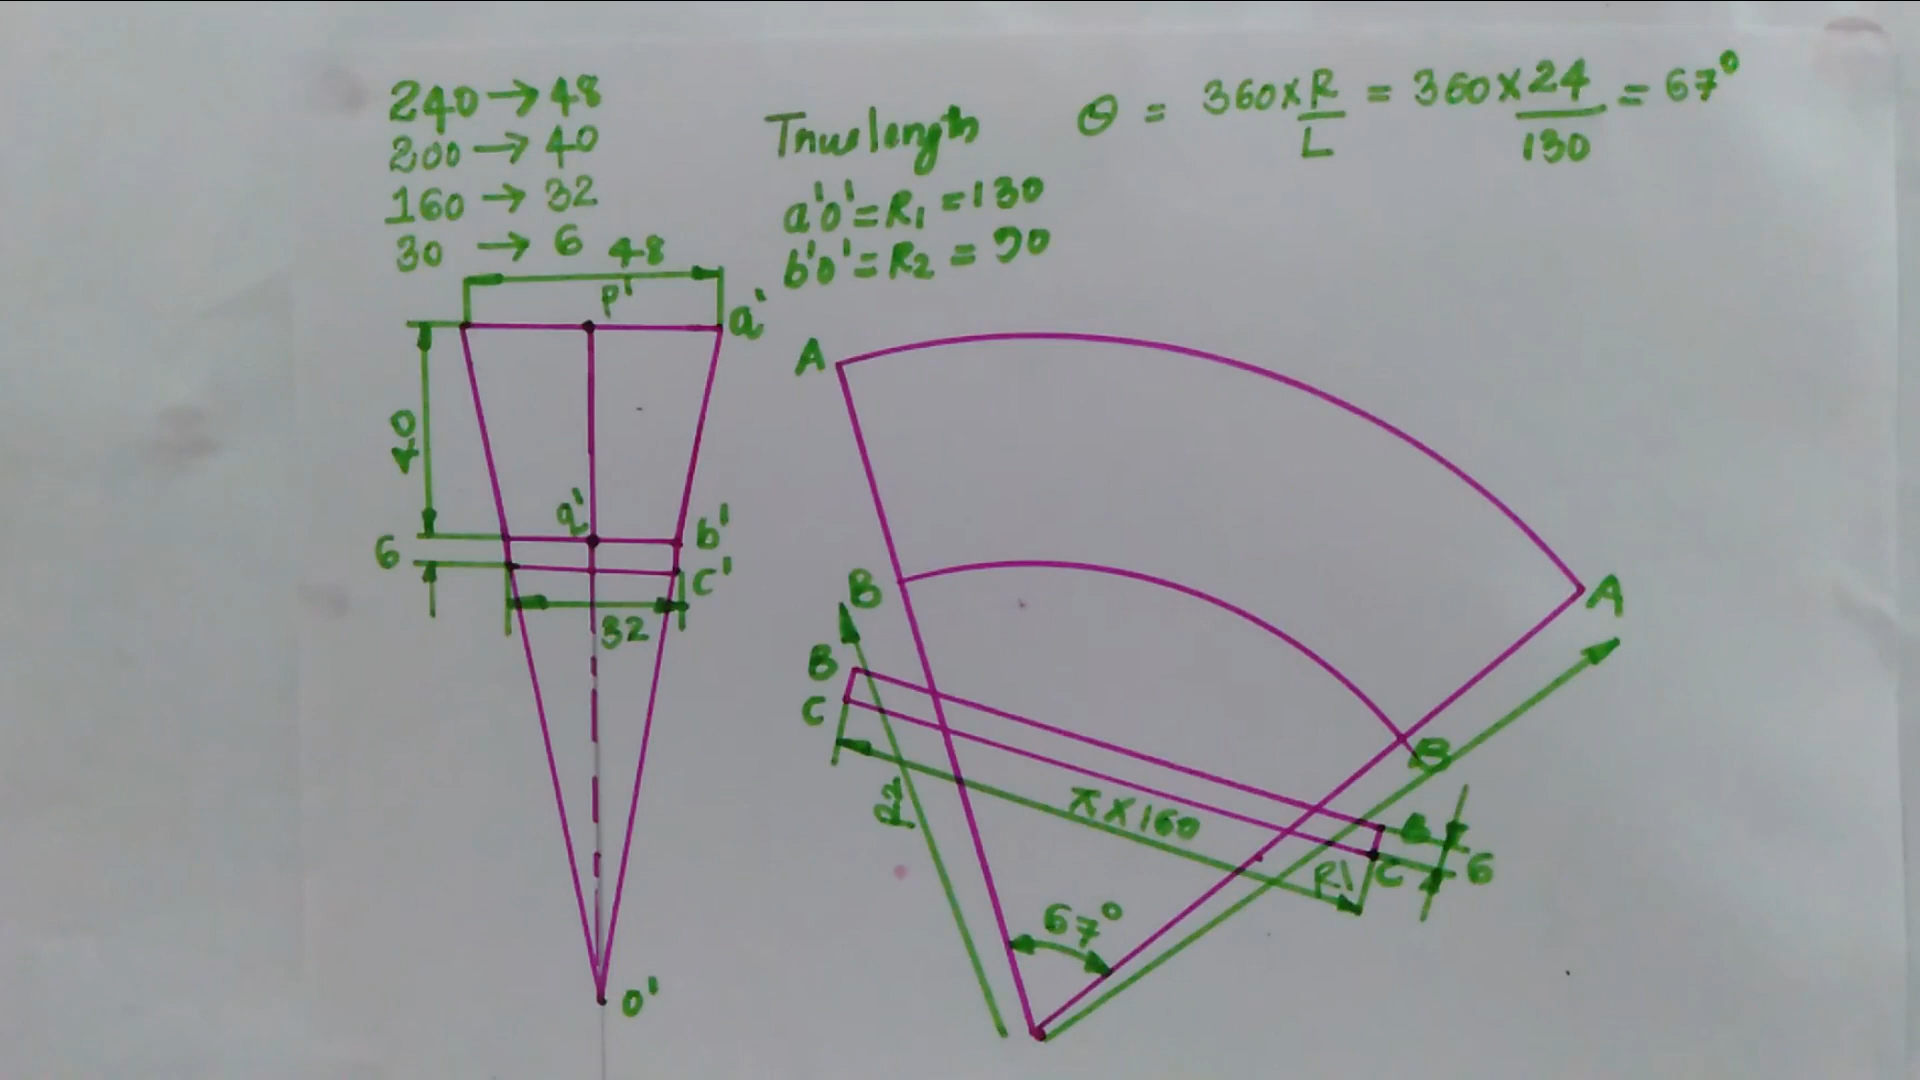 240 → 48
200 → 40
160 → 32
30 → 6
True length
a'o' = R1 = 130
b'o' = R2 = 90
θ = 360×R/L = 360×24/130 = 67°
48
p'
a'
40
q'
b'
6
c'
32
o'
A
A
B
B
B
C
R2
π×160
B
R1
C
6
67°